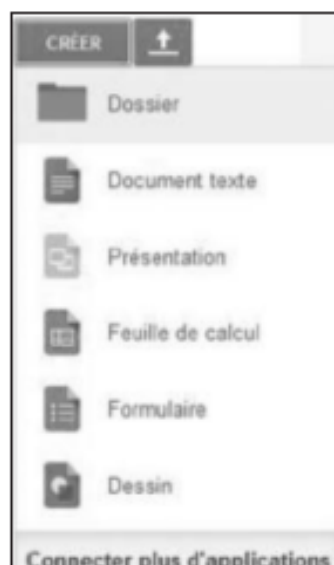 CRÉER
Dossier
Document texte
Présentation
Feuille de calcul
Formulaire
Dessin
Connecter plus d'applications